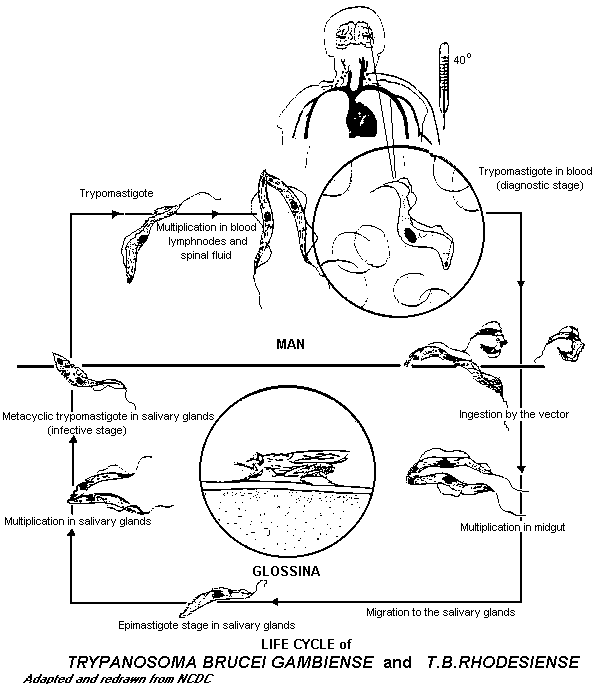 40°
Trypomastigote in blood
(diagnostic stage)
Trypomastigote
Multiplication in blood
lymphnodes and
spinal fluid
MAN
Metacyclic trypomastigote in salivary glands
(infective stage)
Ingestion by the vector
Multiplication in salivary glands
Multiplication in midgut
GLOSSINA
Migration to the salivary glands
Epimastigote stage in salivary glands
LIFE CYCLE of
TRYPANOSOMA BRUCEI GAMBIENSE and T.B.RHODESIENSE
Adapted and redrawn from NCDC